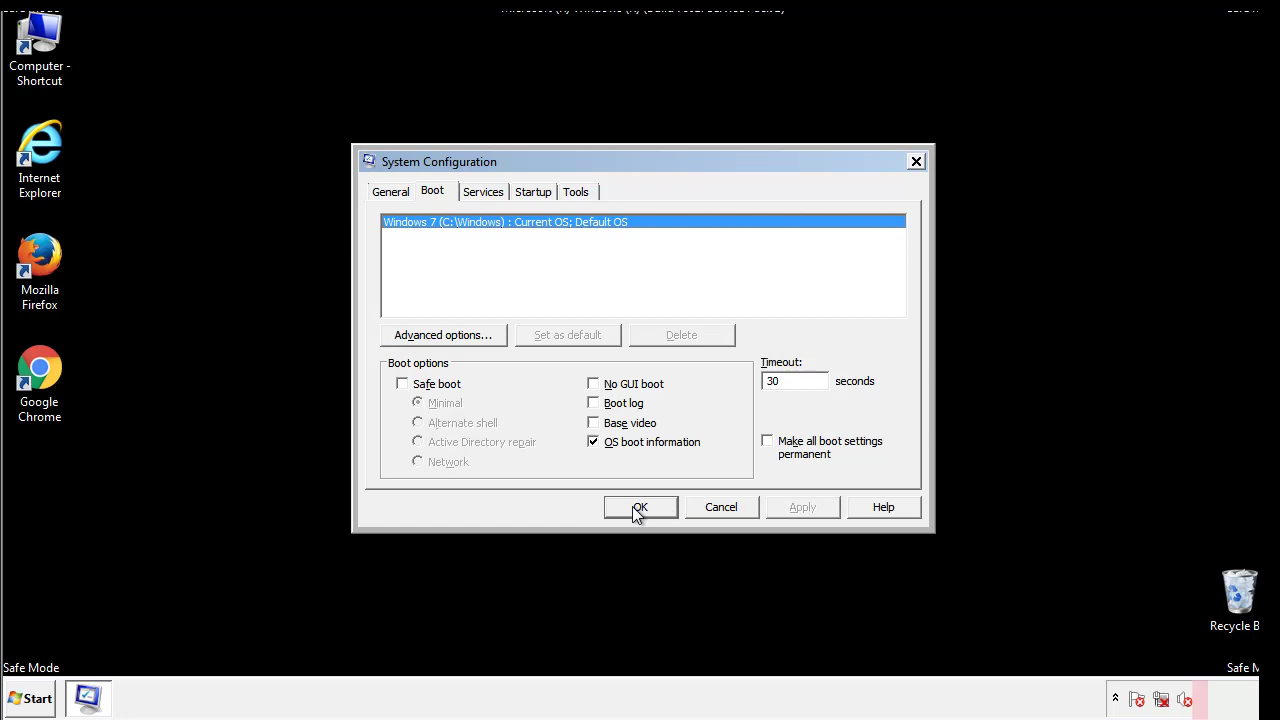 Computer -
Shortcut
Internet
Explorer
Mozilla
Firefox
Google
Chrome
System Configuration
General Boot Services Startup Tools
Windows 7 (C:\Windows) : Current OS; Default OS
Advanced options... Set as default Delete
Boot options
Safe boot
Minimal
Alternate shell
Active Directory repair
Network
No GUI boot
Boot log
Base video
OS boot information
Timeout:
30 seconds
Make all boot settings
permanent
OK Cancel Apply Help
Recycle B
Safe Mode
Safe M
Start